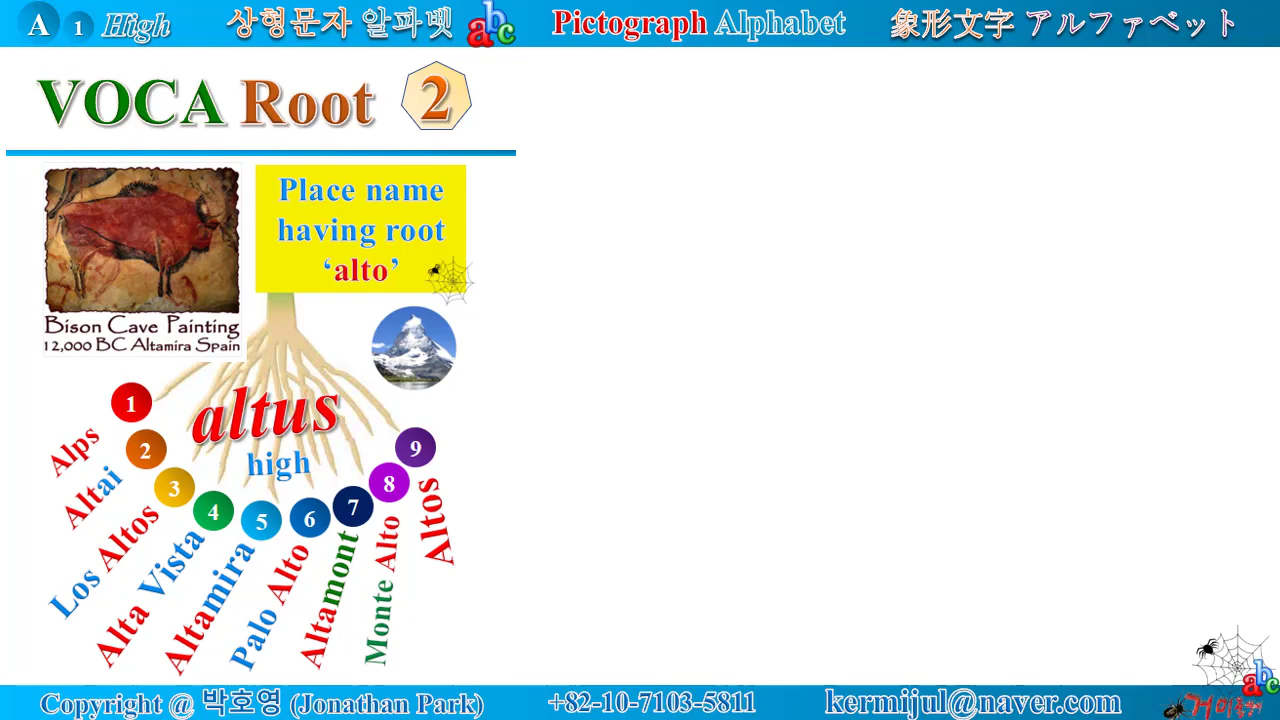 A 1 High 상형문자 알파벳 abc Pictograph Alphabet 象形文字 アルファベット
VOCA Root 2
Place name
having root
‘alto’
Bison Cave Painting
12,000 BC Altamira Spain
altus
high
1 Alps
2 Altai
3 Los Altos
4 Alta Vista
5 Altamira
6 Palo Alto
7 Altamont
8 Monte Alto
9 Altos
abc
Copyright @ 박호영 (Jonathan Park) +82-10-7103-5811 kermijul@naver.com